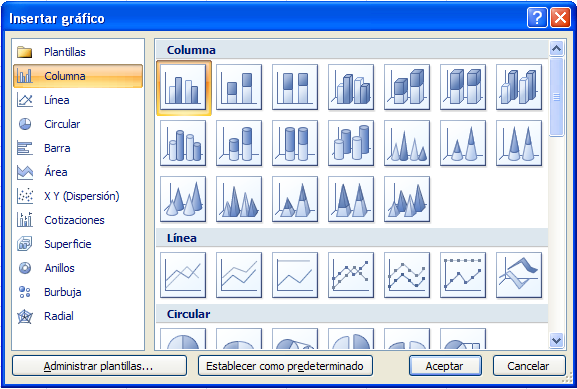 Insertar gráfico
Plantillas
Columna
Línea
Circular
Barra
Área
X Y (Dispersión)
Cotizaciones
Superficie
Anillos
Burbuja
Radial
Columna
Línea
Circular
Administrar plantillas...
Establecer como predeterminado
Aceptar
Cancelar